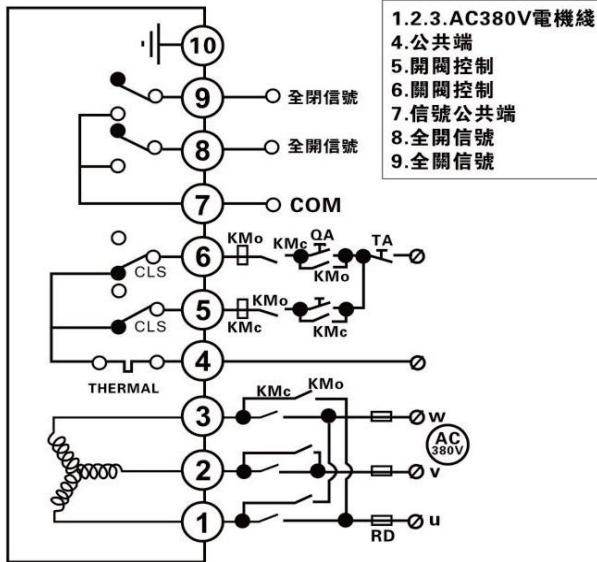 1.2.3.AC380V電機綫
4.公共端
5.開閥控制
6.關閥控制
7.信號公共端
8.全開信號
9.全關信號
10
9 全閉信號
8 全開信號
7 COM
KMo KMc QA TA
6
CLS
KMo
KMo
5
CLS KMc
KMc
4
THERMAL
KMc KMo
3 w
AC
380V
2 v
1 u
RD